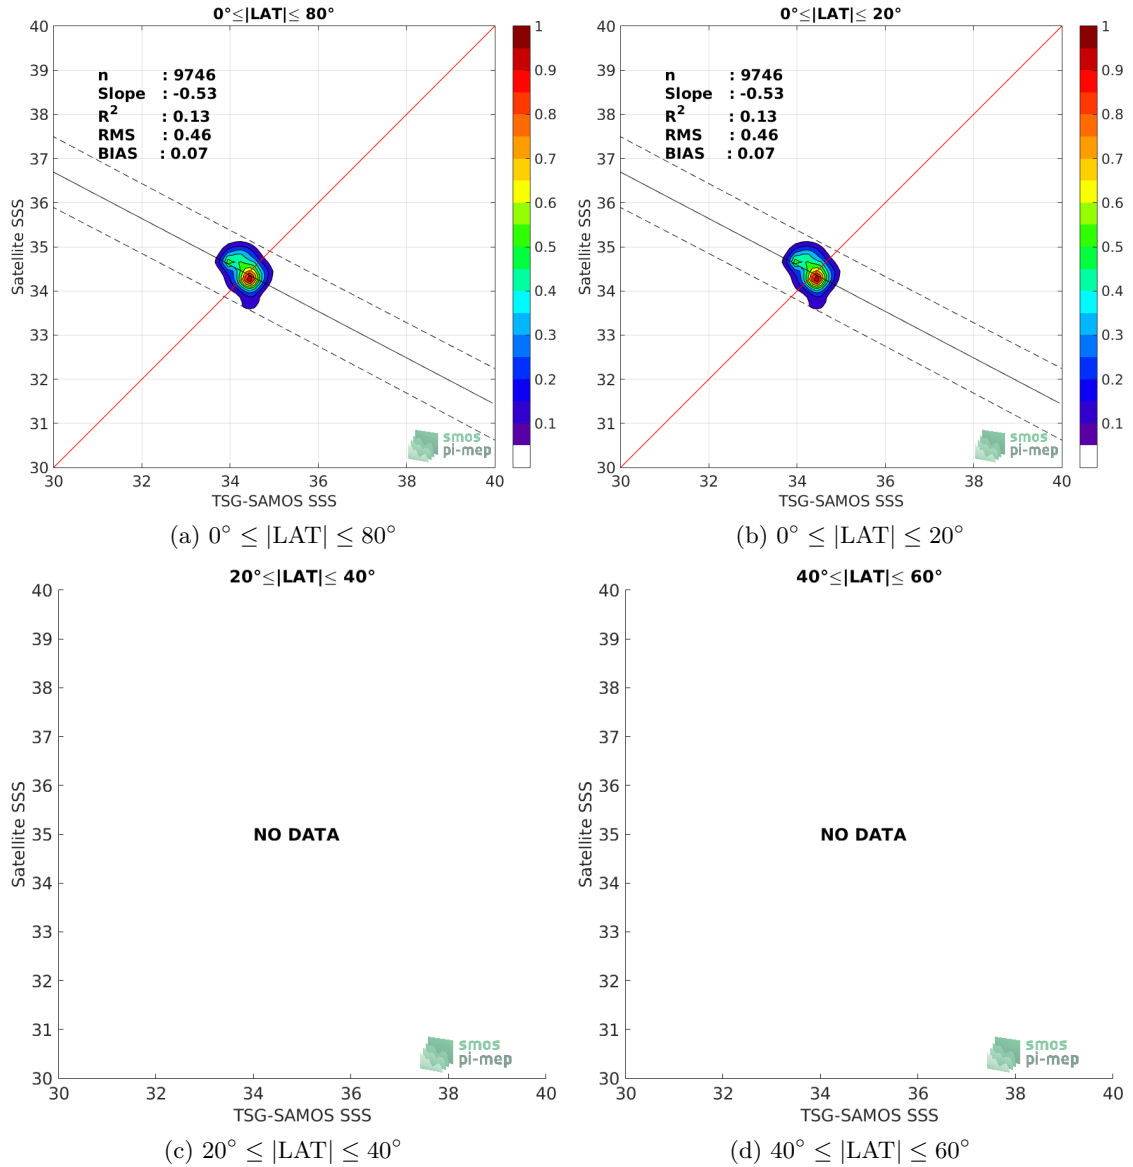 0°≤|LAT|≤ 80°
n : 9746
Slope : -0.53
R² : 0.13
RMS : 0.46
BIAS : 0.07
40
39
38
37
36
35
34
33
32
31
30
Satellite SSS
30 32 34 36 38 40
TSG-SAMOS SSS
1
0.9
0.8
0.7
0.6
0.5
0.4
0.3
0.2
0.1
smos
pi-mep
(a) 0° ≤ |LAT| ≤ 80°
0°≤|LAT|≤ 20°
n : 9746
Slope : -0.53
R² : 0.13
RMS : 0.46
BIAS : 0.07
40
39
38
37
36
35
34
33
32
31
30
Satellite SSS
30 32 34 36 38 40
TSG-SAMOS SSS
1
0.9
0.8
0.7
0.6
0.5
0.4
0.3
0.2
0.1
smos
pi-mep
(b) 0° ≤ |LAT| ≤ 20°
20°≤|LAT|≤ 40°
40
39
38
37
36
35
34
33
32
31
30
Satellite SSS
NO DATA
30 32 34 36 38 40
TSG-SAMOS SSS
smos
pi-mep
(c) 20° ≤ |LAT| ≤ 40°
40°≤|LAT|≤ 60°
40
39
38
37
36
35
34
33
32
31
30
Satellite SSS
NO DATA
30 32 34 36 38 40
TSG-SAMOS SSS
smos
pi-mep
(d) 40° ≤ |LAT| ≤ 60°